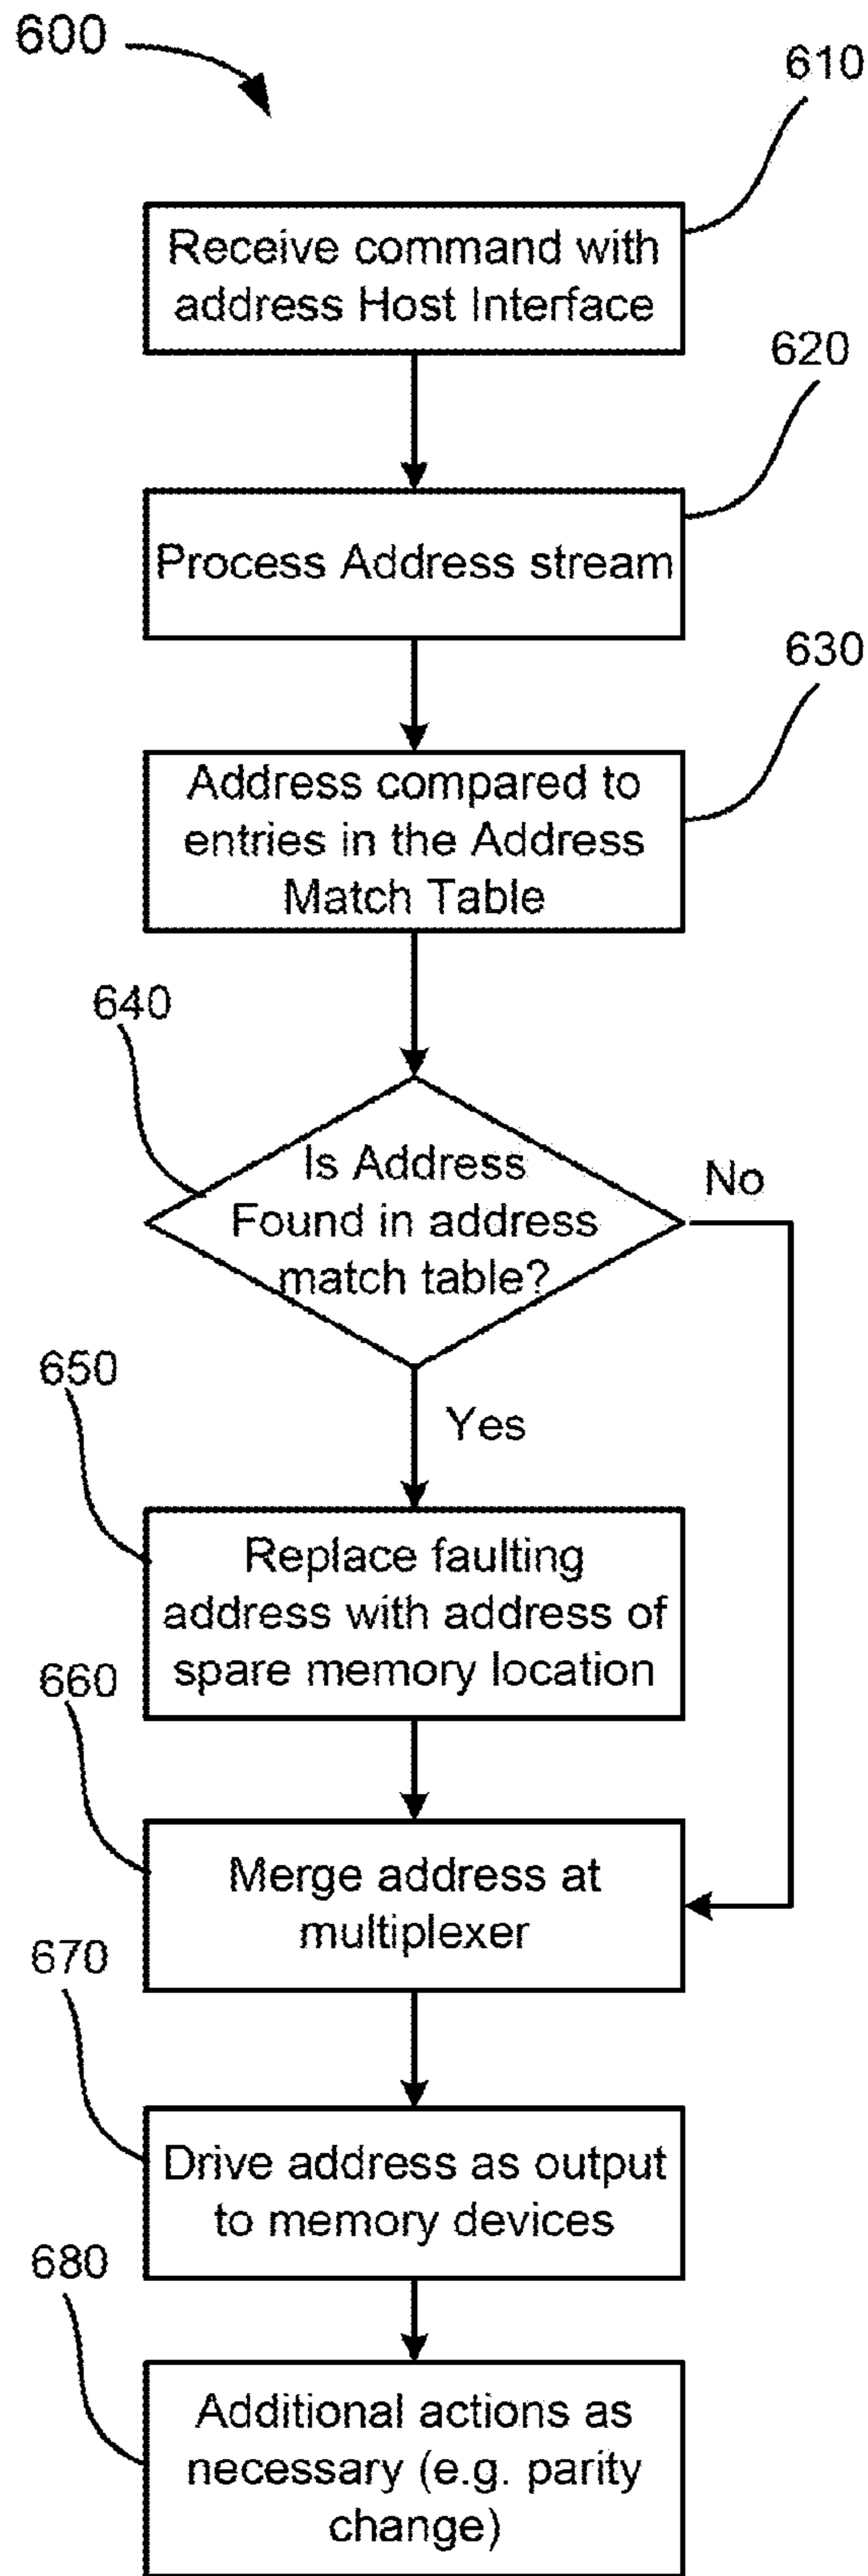 600
610
Receive command with
address Host Interface
620
Process Address stream
630
Address compared to
entries in the Address
Match Table
640
Is Address
Found in address
match table?
No
Yes
650
Replace faulting
address with address of
spare memory location
660
Merge address at
multiplexer
670
Drive address as output
to memory devices
680
Additional actions as
necessary (e.g. parity
change)